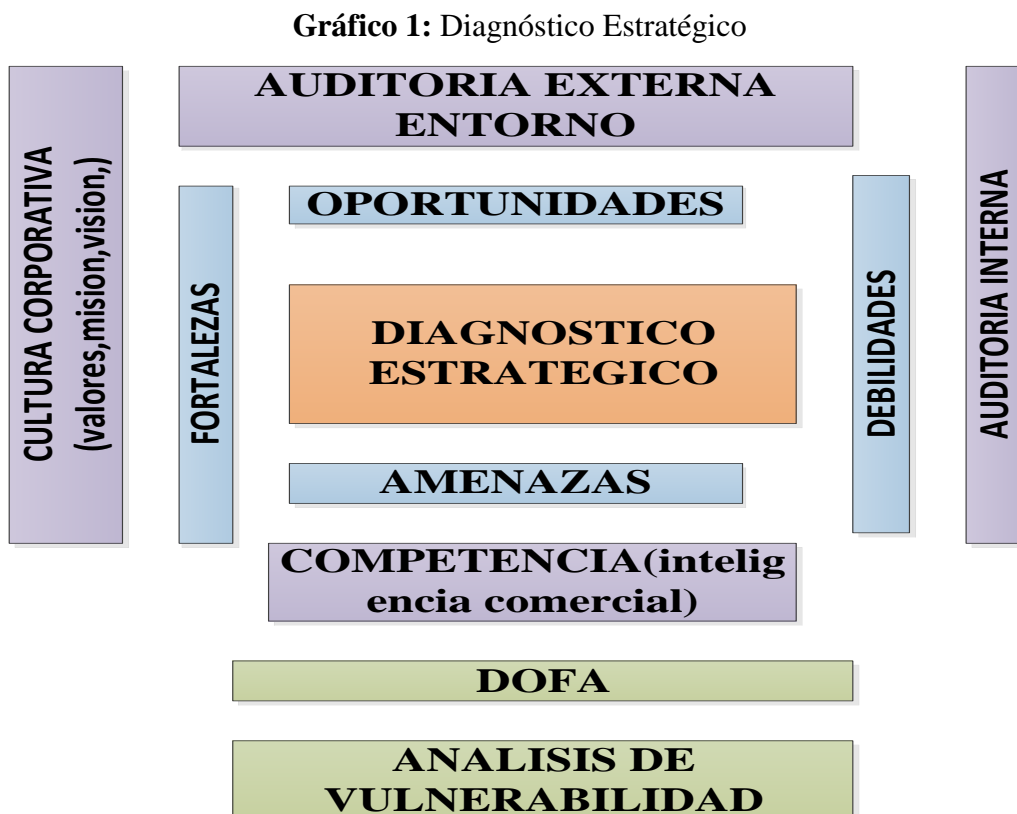 Gráfico 1: Diagnóstico Estratégico
CULTURA CORPORATIVA
(valores,mision,vision,)
AUDITORIA EXTERNA
ENTORNO
FORTALEZAS
OPORTUNIDADES
DIAGNOSTICO
ESTRATEGICO
AMENAZAS
DEBILIDADES
AUDITORIA INTERNA
COMPETENCIA(intelig
encia comercial)
DOFA
ANALISIS DE
VULNERABILIDAD